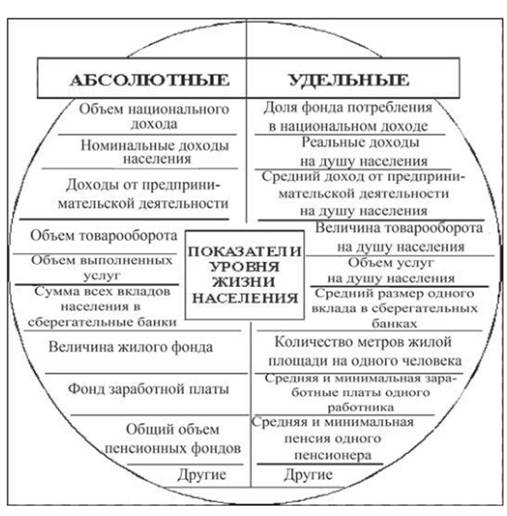 АБСОЛЮТНЫЕ
Объем национального
дохода
Номинальные доходы
населения
Доходы от предприни-
мательской деятельности
Объем товарооборота
Объем выполненных
услуг
Сумма всех вкладов
населения в
сберегательные банки
Величина жилого фонда
Фонд заработной платы
Общий объем
пенсионных фондов
Другие
ПОКАЗАТЕЛИ
УРОВНЯ
ЖИЗНИ
НАСЕЛЕНИЯ
УДЕЛЬНЫЕ
Доля фонда потребления
в национальном доходе
Реальные доходы
на душу населения
Средний доход от предприни-
мательской деятельности
на душу населения
Величина товарооборота
на душу населения
Объем услуг
на душу населения
Средний размер одного
вклада в сберегательных
банках
Количество метров жилой
площади на одного человека
Средняя и минимальная зара-
ботные платы одного
работника
Средняя и минимальная
пенсия одного
пенсионера
Другие